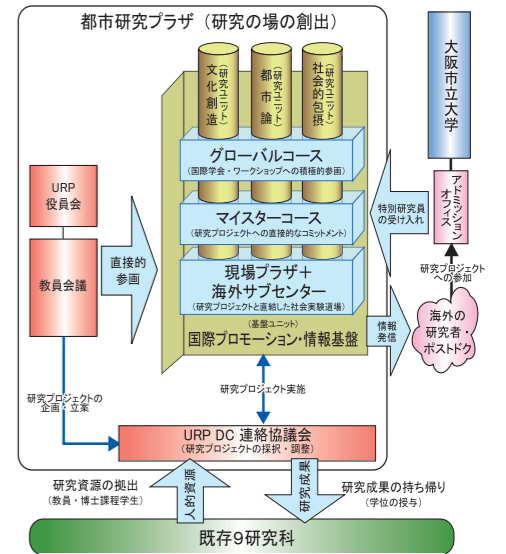 都市研究プラザ（研究の場の創出）
文化創造
（研究ユニット）
都市論
（研究ユニット）
社会的包摂
（研究ユニット）
大阪市立大学
グローバルコース
（国際学会・ワークショップへの積極的参画）
マイスターコース
（研究プロジェクトへの直接的なコミットメント）
現場プラザ＋
海外サブセンター
（研究プロジェクトと直結した社会実験道場）
（基盤ユニット）
国際プロモーション・情報基盤
URP
役員会
教員会議
直接的
参画
特別研究員
の受け入れ
アドミッション
オフィス
研究プロジェクト
への参加
海外の
研究者・
ポストドク
情報
発信
研究プロジェクトの
企画・立案
研究プロジェクト実施
URP DC 連絡協議会
（研究プロジェクトの採択・調整）
研究資源の拠出
（教員・博士課程学生）
人的資源
研究成果
研究成果の持ち帰り
（学位の授与）
既存9研究科